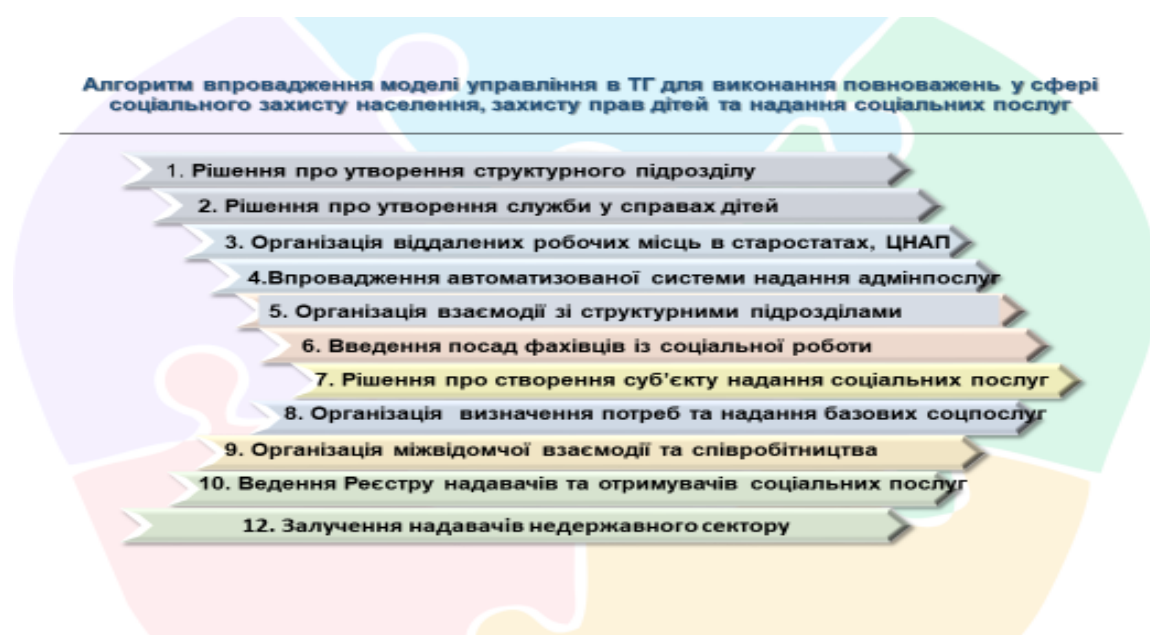 Алгоритм впровадження моделі управління в ТГ для виконання повноважень у сфері
соціального захисту населення, захисту прав дітей та надання соціальних послуг
1. Рішення про утворення структурного підрозділу
2. Рішення про утворення служби у справах дітей
3. Організація віддалених робочих місць в старостатах, ЦНАП
4.Впровадження автоматизованої системи надання адмінпослуг
5. Організація взаємодії зі структурними підрозділами
6. Введення посад фахівців із соціальної роботи
7. Рішення про створення суб'єкту надання соціальних послуг
8. Організація визначення потреб та надання базових соцпослуг
9. Організація міжвідомчої взаємодії та співробітництва
10. Ведення Реєстру надавачів та отримувачів соціальних послуг
12. Залучення надавачів недержавного сектору